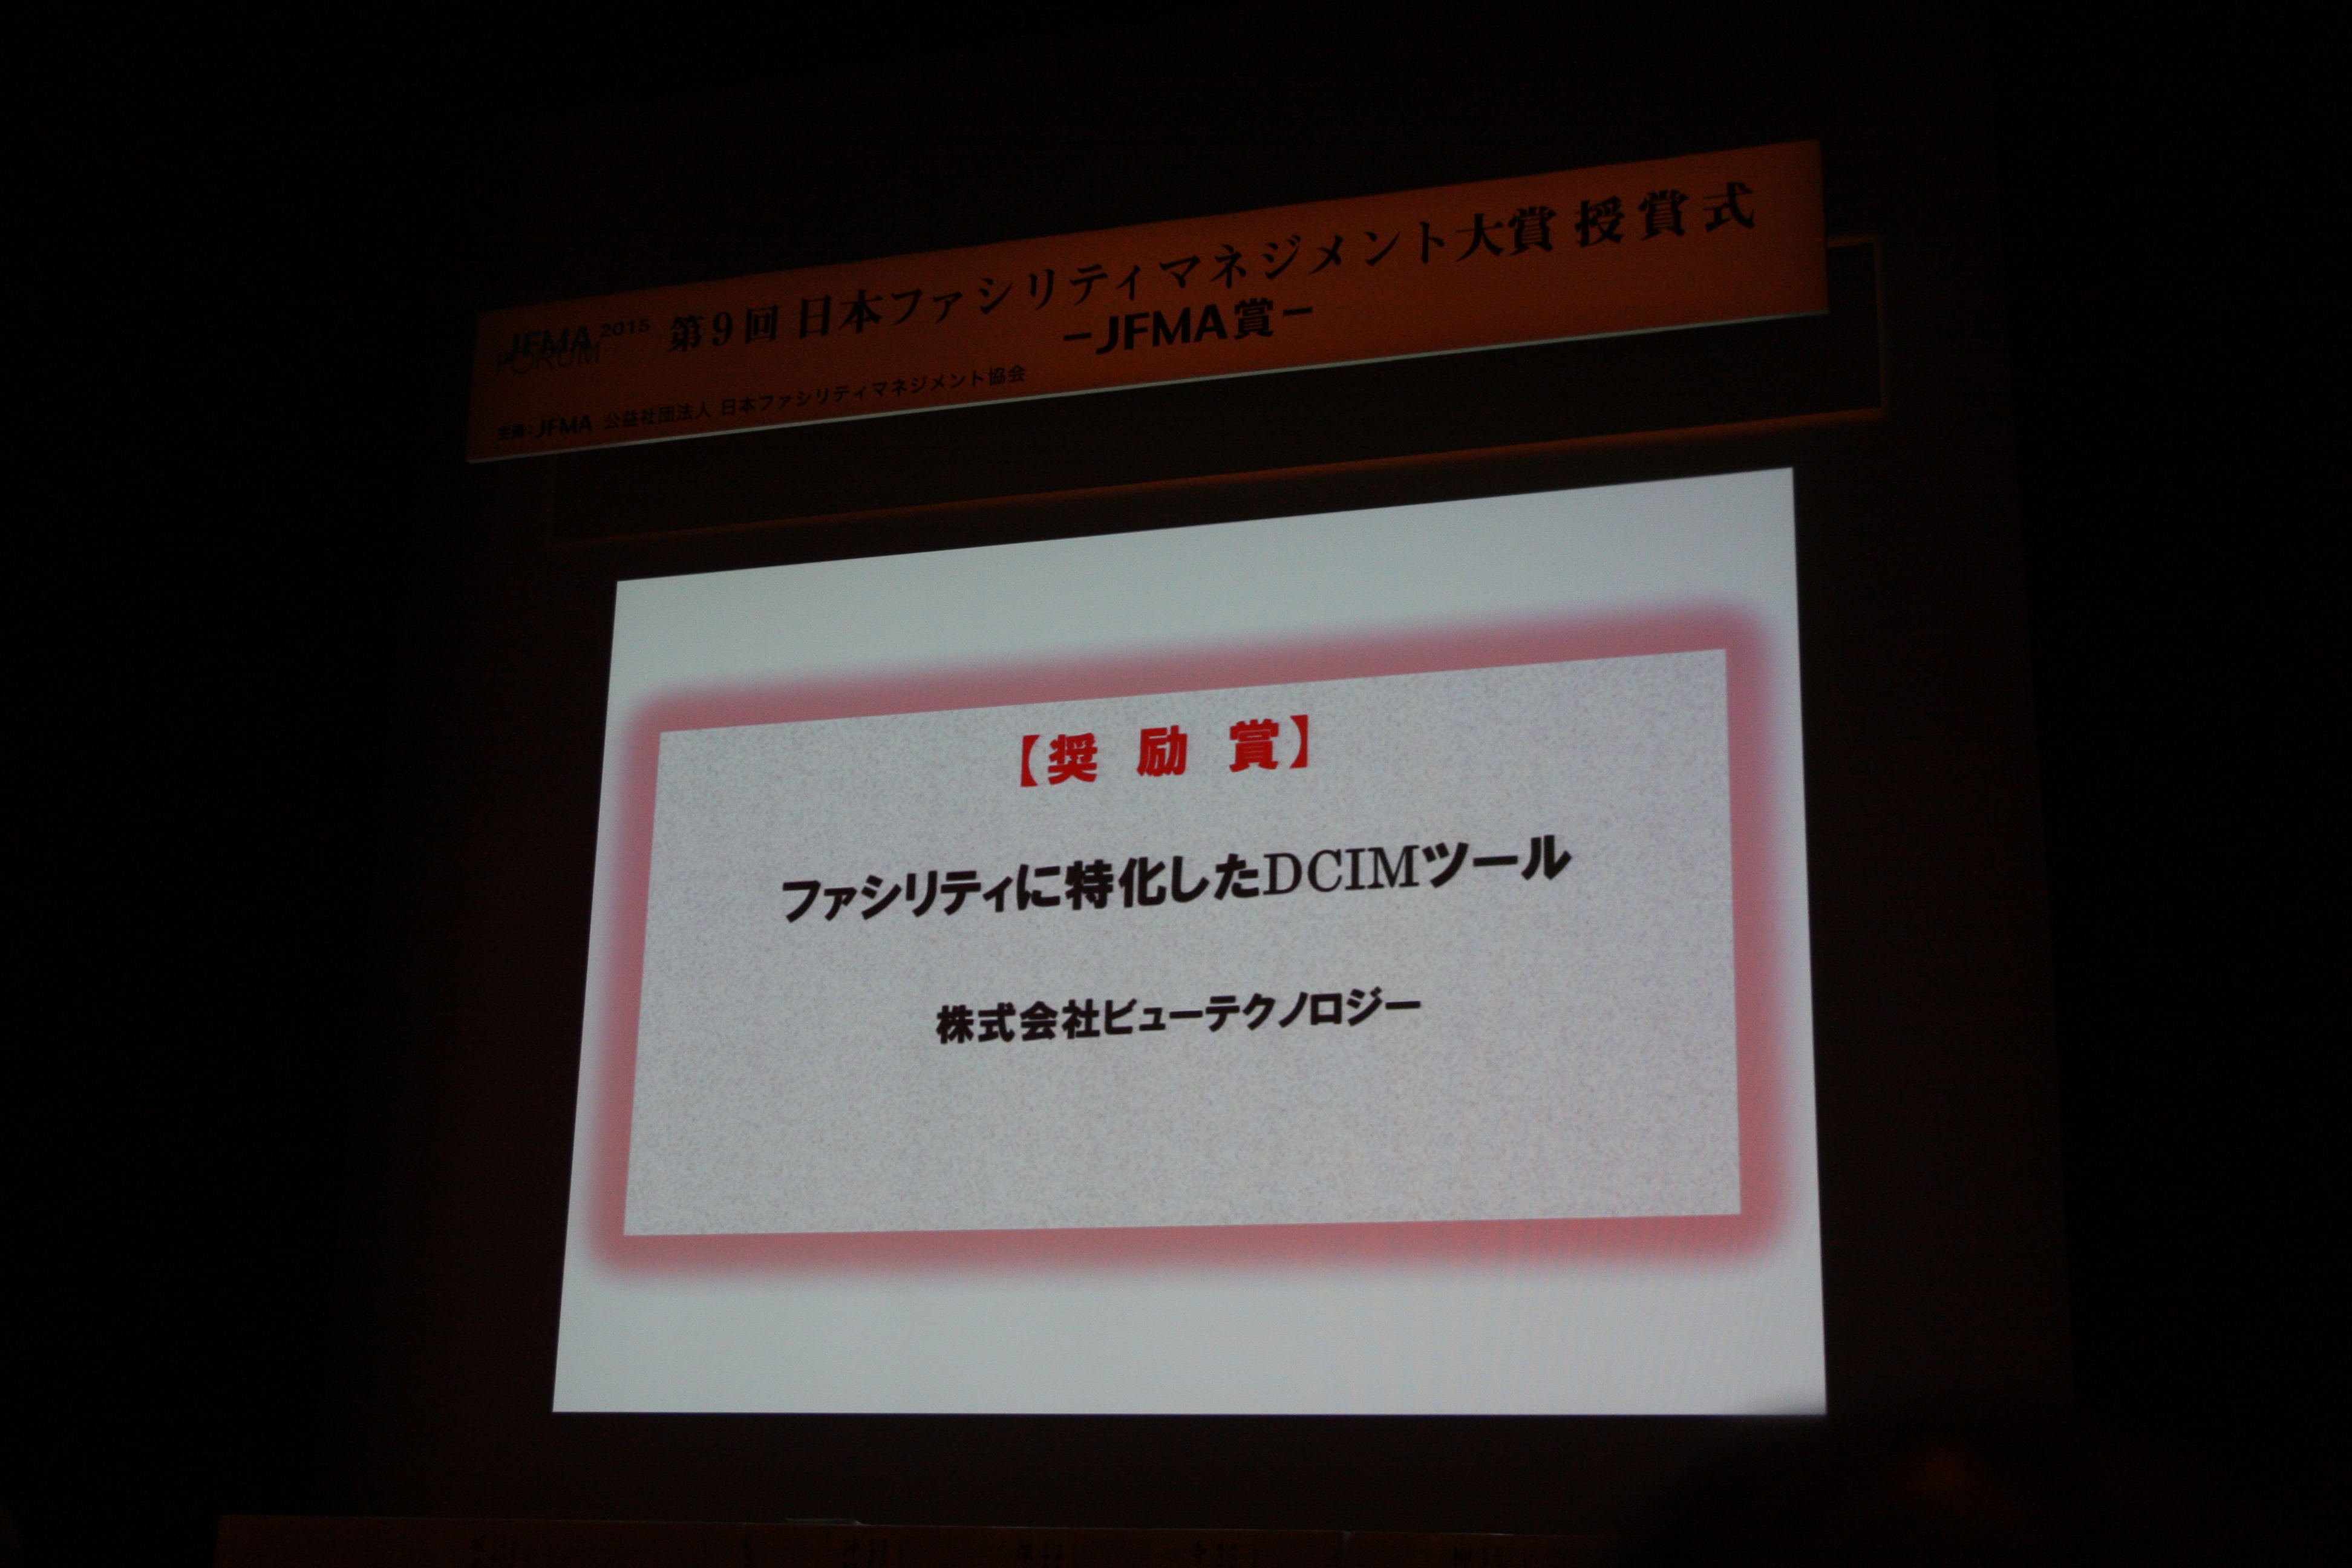 JFMA 2015
FORUM
第9回 日本ファシリティマネジメント大賞 授賞式
－JFMA賞－
主催：JFMA 公益社団法人 日本ファシリティマネジメント協会
【奨 励 賞】
ファシリティに特化したDCIMツール
株式会社ビューテクノロジー